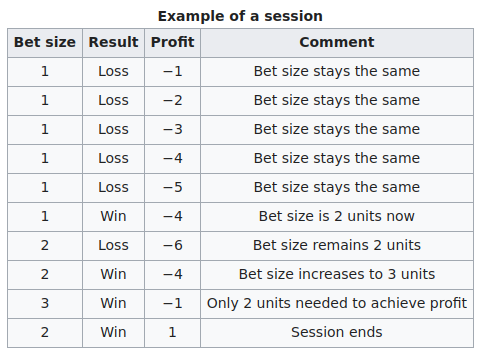 Example of a session
Bet size Result Profit Comment
1 Loss −1 Bet size stays the same
1 Loss −2 Bet size stays the same
1 Loss −3 Bet size stays the same
1 Loss −4 Bet size stays the same
1 Loss −5 Bet size stays the same
1 Win −4 Bet size is 2 units now
2 Loss −6 Bet size remains 2 units
2 Win −4 Bet size increases to 3 units
3 Win −1 Only 2 units needed to achieve profit
2 Win 1 Session ends